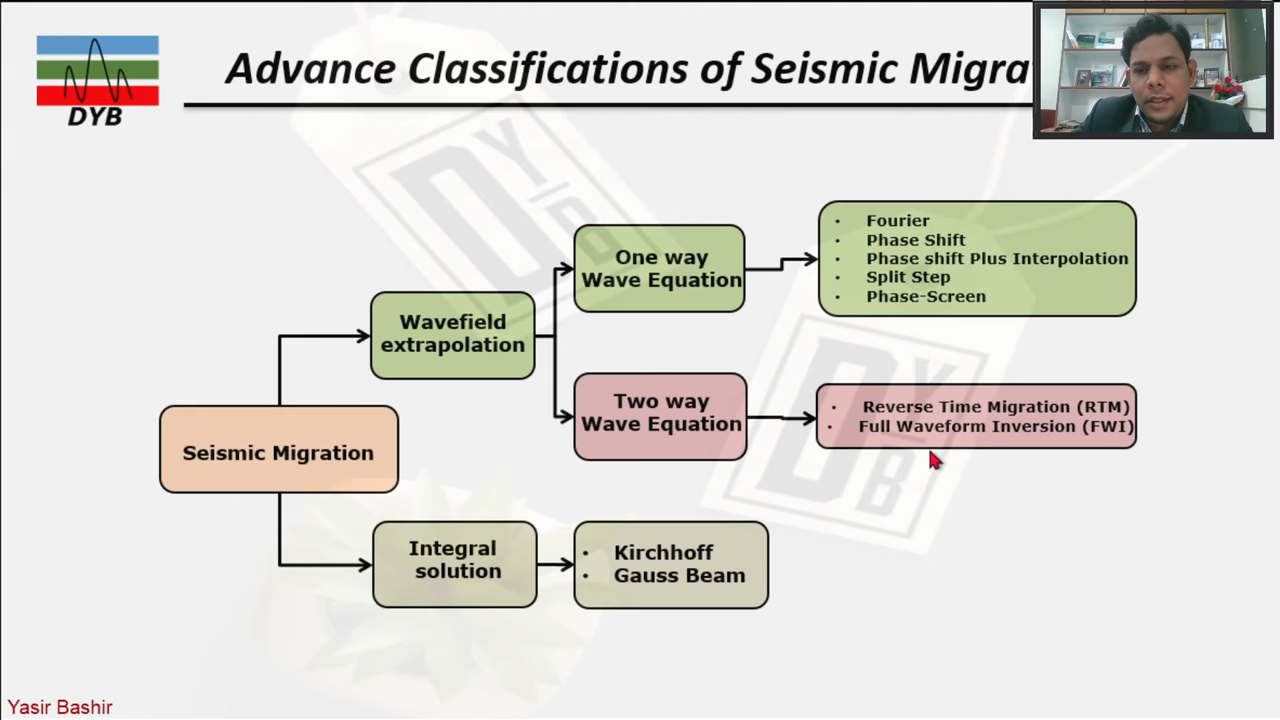 DYB
Advance Classifications of Seismic Migra
One way
Wave Equation
• Fourier
• Phase Shift
• Phase shift Plus Interpolation
• Split Step
• Phase-Screen
Wavefield
extrapolation
Two way
Wave Equation
• Reverse Time Migration (RTM)
• Full Waveform Inversion (FWI)
Seismic Migration
Integral
solution
• Kirchhoff
• Gauss Beam
DYB
DYB
Yasir Bashir